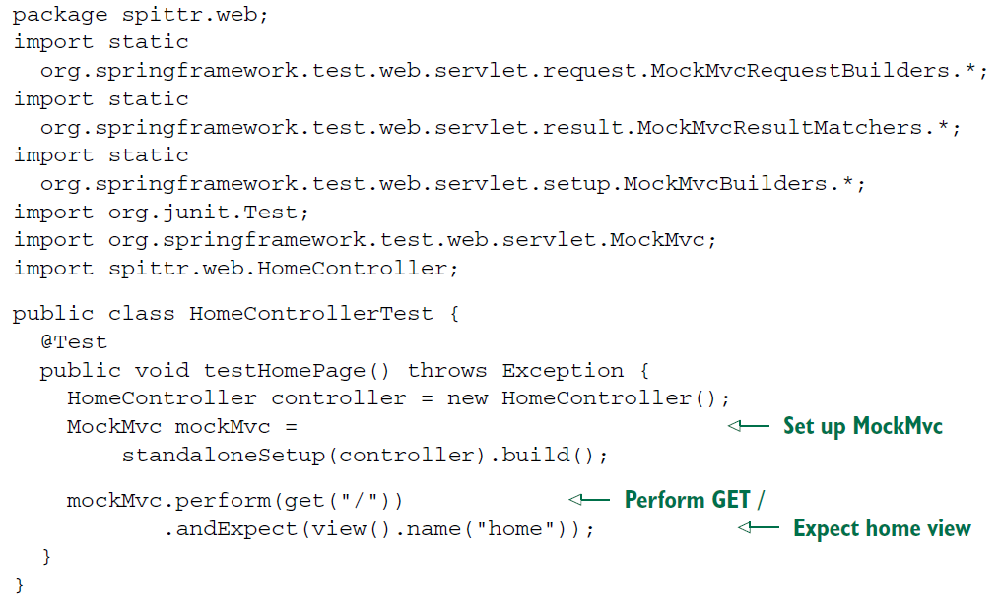 package spittr.web;
import static
org.springframework.test.web.servlet.request.MockMvcRequestBuilders.*;
import static
org.springframework.test.web.servlet.result.MockMvcResultMatchers.*;
import static
org.springframework.test.web.servlet.setup.MockMvcBuilders.*;
import org.junit.Test;
import org.springframework.test.web.servlet.MockMvc;
import spittr.web.HomeController;
public class HomeControllerTest {
@Test
public void testHomePage() throws Exception {
HomeController controller = new HomeController();
MockMvc mockMvc = Set up MockMvc
standaloneSetup(controller).build();
mockMvc.perform(get("/")) Perform GET /
.andExpect(view().name("home")); Expect home view
}
}